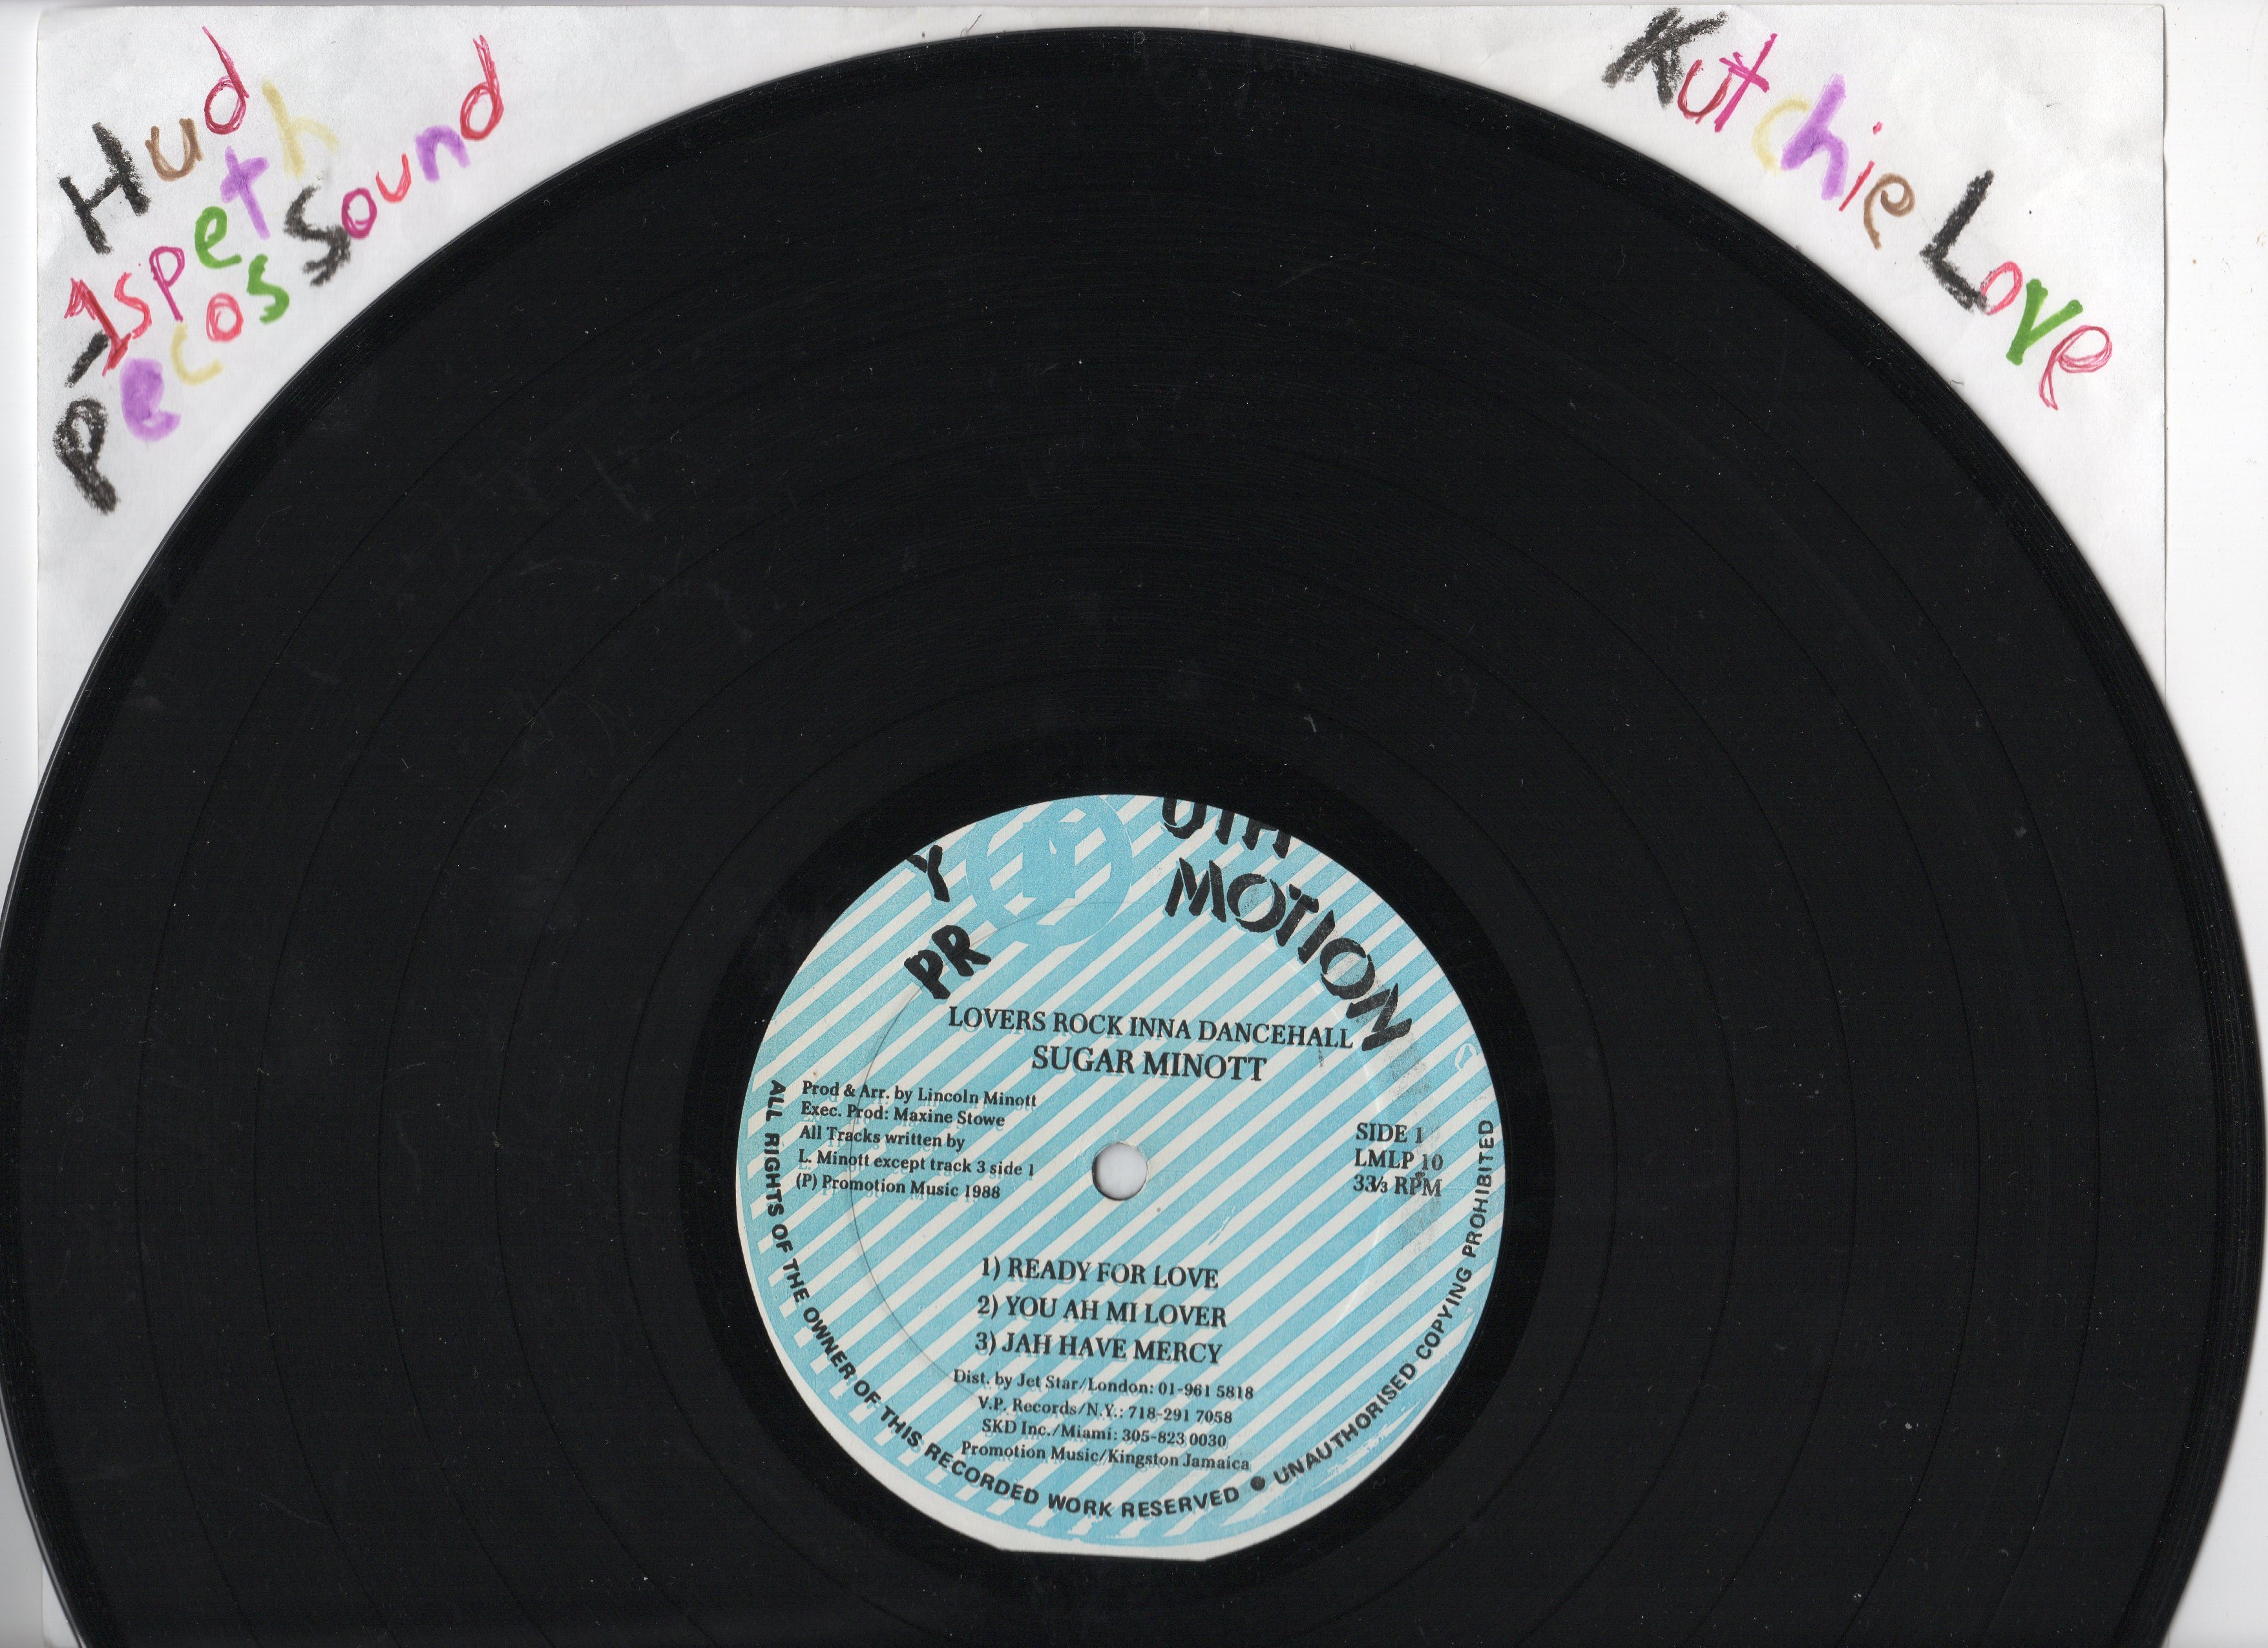 Hud
-1speth
Pecos Sound
Kutchie Love
UTH
Y
MOTION
PR
LOVERS ROCK INNA DANCEHALL
SUGAR MINOTT
Prod & Arr. by Lincoln Minott
Exec. Prod: Maxine Stowe
All Tracks written by
L. Minott except track 3 side 1
(P) Promotion Music 1988
SIDE 1
LMLP 10
33⅓ RPM
1) READY FOR LOVE
2) YOU AH MI LOVER
3) JAH HAVE MERCY
Dist. by Jet Star/London: 01-961 5818
V.P. Records/N.Y.: 718-291 7058
SKD Inc./Miami: 305-823 0030
Promotion Music/Kingston Jamaica
ALL RIGHTS OF THE OWNER OF THIS RECORDED WORK RESERVED ● UNAUTHORISED COPYING PROHIBITED